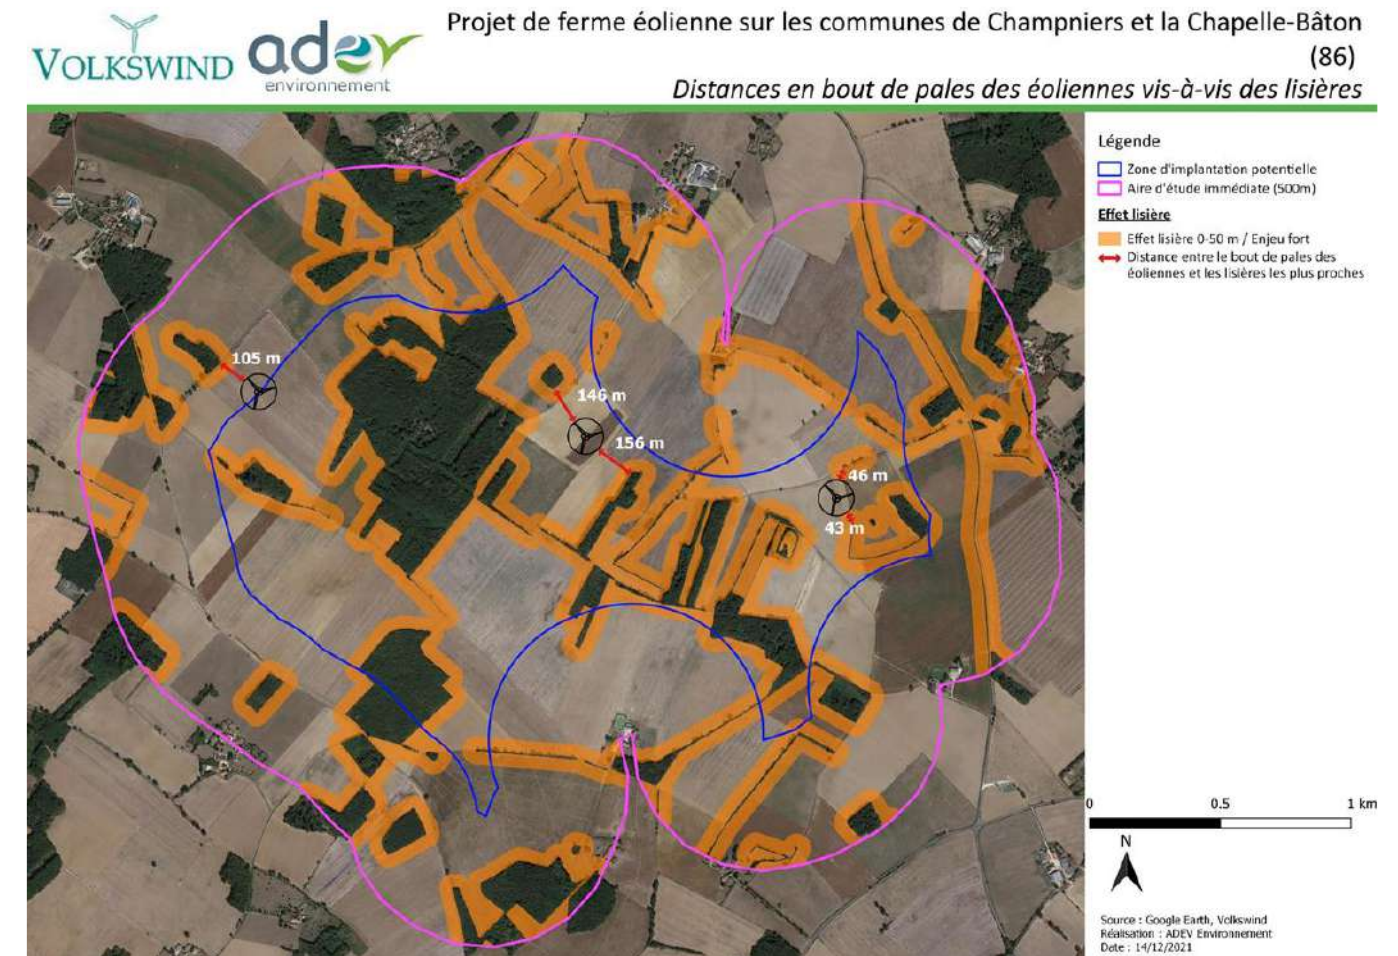 VOLKSWIND
adev
environnement
Projet de ferme éolienne sur les communes de Champniers et la Chapelle-Bâton
(86)
Distances en bout de pales des éoliennes vis-à-vis des lisières
Légende
Zone d'implantation potentielle
Aire d'étude immédiate (500m)
Effet lisière
Effet lisière 0-50 m / Enjeu fort
Distance entre le bout de pales des
éoliennes et les lisières les plus proches
105 m
146 m
156 m
46 m
43 m
0 0.5 1 km
N
Source : Google Earth, Volkswind
Réalisation : ADEV Environnement
Date : 14/12/2021